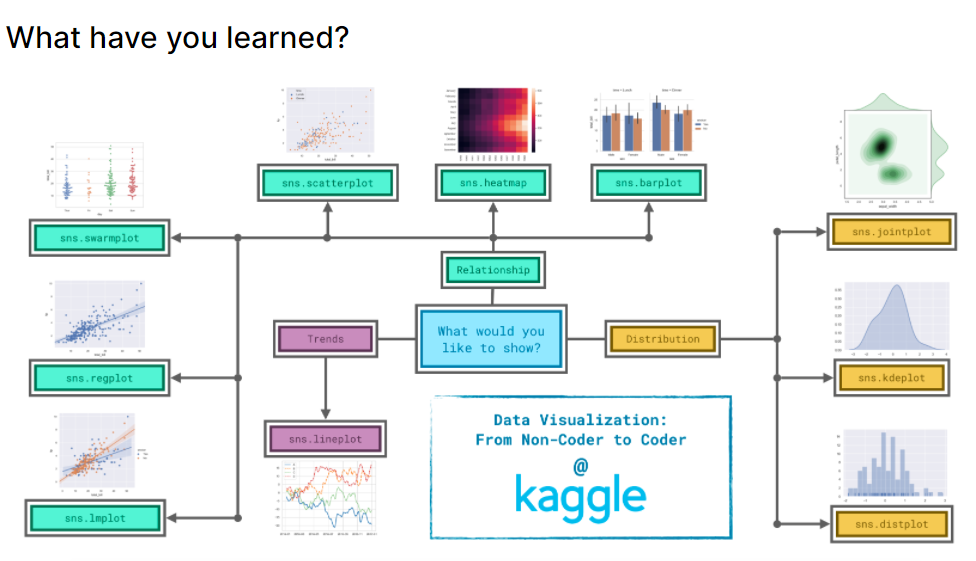 What have you learned?
sns.scatterplot
sns.heatmap
sns.barplot
sns.swarmplot
sns.jointplot
Relationship
What would you
like to show?
Trends
Distribution
sns.regplot
sns.kdeplot
sns.lineplot
Data Visualization:
From Non-Coder to Coder
@
kaggle
sns.lmplot
sns.distplot